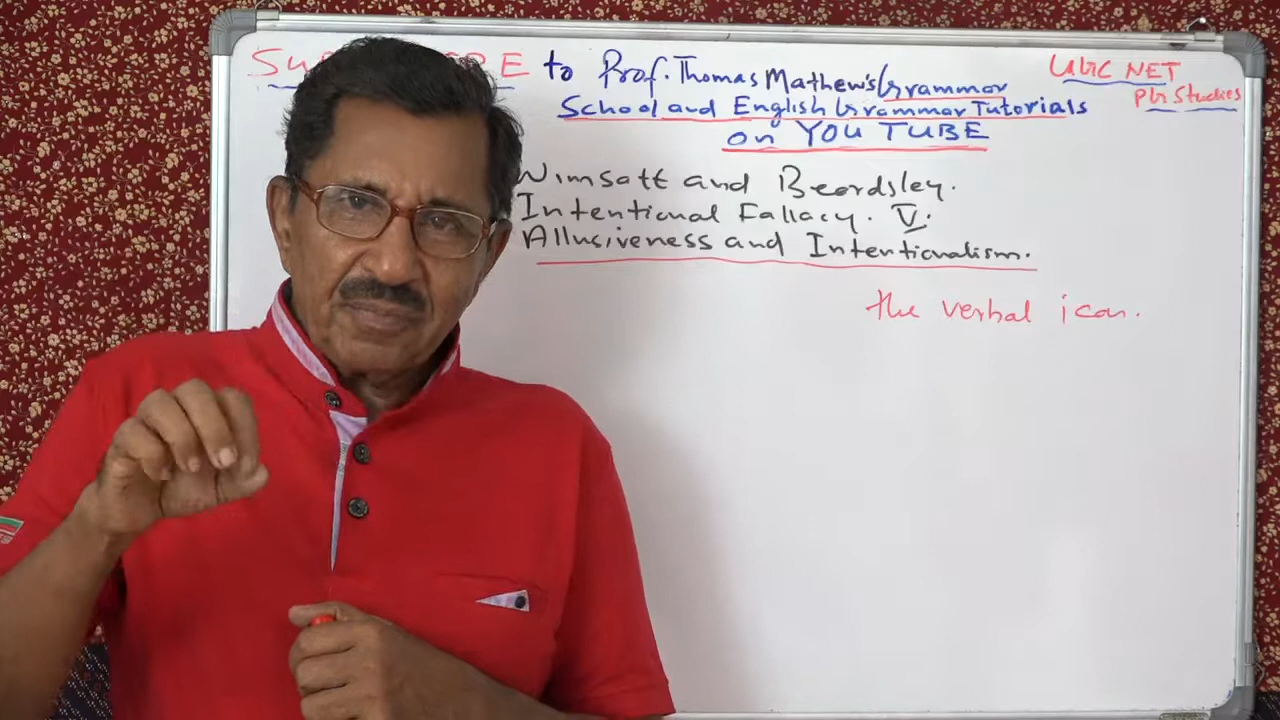 to Prof. Thomas Mathew's Grammar
School and English Grammar Tutorials
on YOU TUBE
UGC NET
PG Studies
Wimsatt and Beardsley.
Intentional Fallacy. V.
Allusiveness and Intentionalism.
the verbal icon.